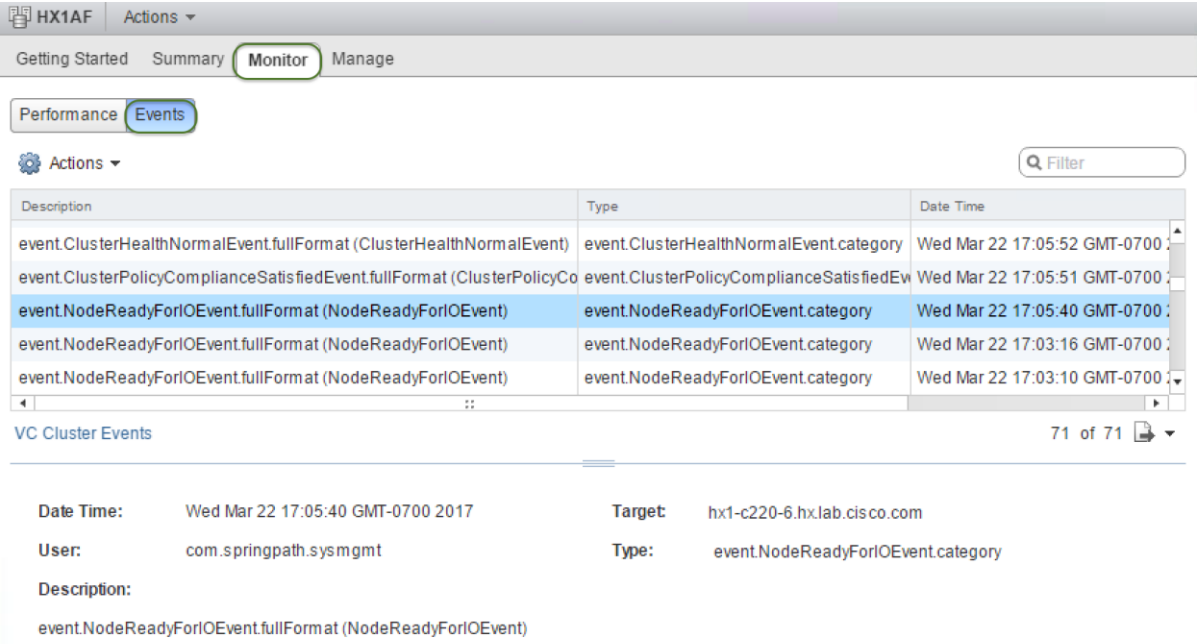 HX1AF Actions
Getting Started Summary Monitor Manage
Performance Events
Actions Filter
Description Type Date Time
event.ClusterHealthNormalEvent.fullFormat (ClusterHealthNormalEvent) event.ClusterHealthNormalEvent.category Wed Mar 22 17:05:52 GMT-0700
event.ClusterPolicyComplianceSatisfiedEvent.fullFormat (ClusterPolicyCo event.ClusterPolicyComplianceSatisfiedEv Wed Mar 22 17:05:51 GMT-0700
event.NodeReadyForIOEvent.fullFormat (NodeReadyForIOEvent) event.NodeReadyForIOEvent.category Wed Mar 22 17:05:40 GMT-0700
event.NodeReadyForIOEvent.fullFormat (NodeReadyForIOEvent) event.NodeReadyForIOEvent.category Wed Mar 22 17:03:16 GMT-0700
event.NodeReadyForIOEvent.fullFormat (NodeReadyForIOEvent) event.NodeReadyForIOEvent.category Wed Mar 22 17:03:10 GMT-0700
VC Cluster Events 71 of 71
Date Time: Wed Mar 22 17:05:40 GMT-0700 2017 Target: hx1-c220-6.hx.lab.cisco.com
User: com.springpath.sysmgmt Type: event.NodeReadyForIOEvent.category
Description:
event.NodeReadyForIOEvent.fullFormat (NodeReadyForIOEvent)